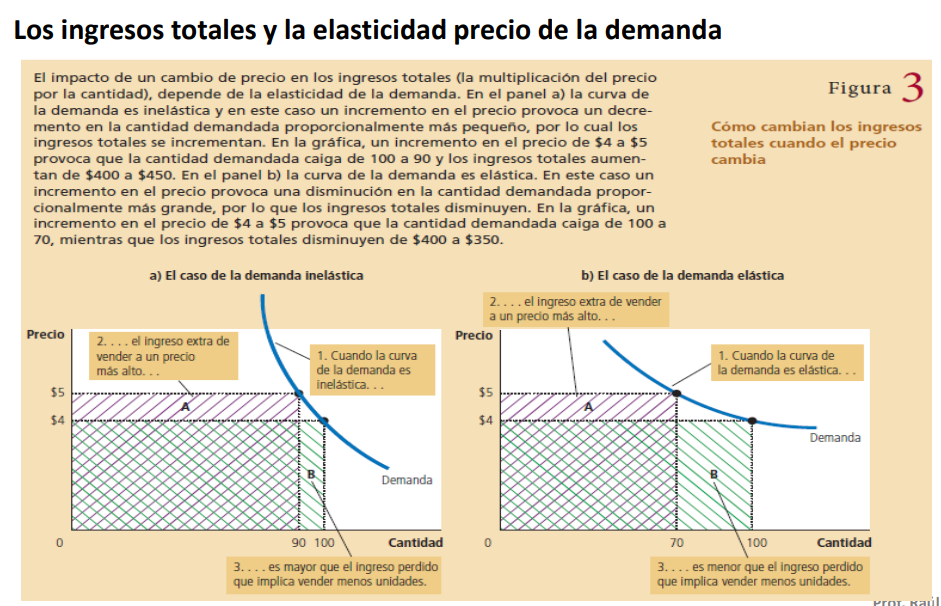 Los ingresos totales y la elasticidad precio de la demanda
El impacto de un cambio de precio en los ingresos totales (la multiplicación del precio
por la cantidad), depende de la elasticidad de la demanda. En el panel a) la curva de
la demanda es inelástica y en este caso un incremento en el precio provoca un decre-
mento en la cantidad demandada proporcionalmente más pequeño, por lo cual los
ingresos totales se incrementan. En la gráfica, un incremento en el precio de $4 a $5
provoca que la cantidad demandada caiga de 100 a 90 y los ingresos totales aumen-
tan de $400 a $450. En el panel b) la curva de la demanda es elástica. En este caso un
incremento en el precio provoca una disminución en la cantidad demandada propor-
cionalmente más grande, por lo que los ingresos totales disminuyen. En la gráfica, un
incremento en el precio de $4 a $5 provoca que la cantidad demandada caiga de 100 a
70, mientras que los ingresos totales disminuyen de $400 a $350.
Figura 3
Cómo cambian los ingresos
totales cuando el precio
cambia
a) El caso de la demanda inelástica
Precio
2. . . . el ingreso extra de
vender a un precio
más alto. . .
1. Cuando la curva
de la demanda es
inelástica. . .
$5
A
$4
B
Demanda
0
90 100
Cantidad
3. . . . es mayor que el ingreso perdido
que implica vender menos unidades.
b) El caso de la demanda elástica
2. . . . el ingreso extra de vender
a un precio más alto. . .
Precio
1. Cuando la curva de
la demanda es elástica. . .
$5
A
$4
Demanda
B
0
70
100
Cantidad
3. . . . es menor que el ingreso perdido
que implica vender menos unidades.
Prof. Raúl